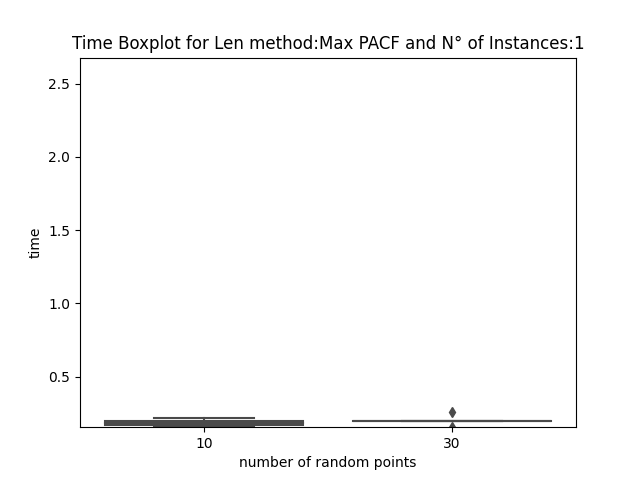 Time Boxplot for Len method:Max PACF and N° of Instances:1
2.5
2.0
1.5
1.0
0.5
time
10
30
number of random points